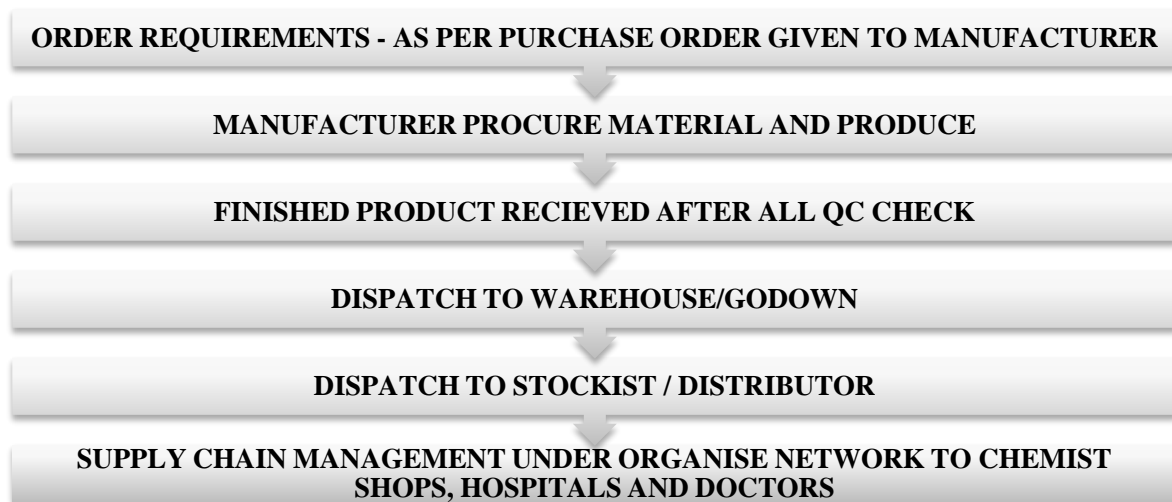 ORDER REQUIREMENTS - AS PER PURCHASE ORDER GIVEN TO MANUFACTURER
MANUFACTURER PROCURE MATERIAL AND PRODUCE
FINISHED PRODUCT RECIEVED AFTER ALL QC CHECK
DISPATCH TO WAREHOUSE/GODOWN
DISPATCH TO STOCKIST / DISTRIBUTOR
SUPPLY CHAIN MANAGEMENT UNDER ORGANISE NETWORK TO CHEMIST
SHOPS, HOSPITALS AND DOCTORS